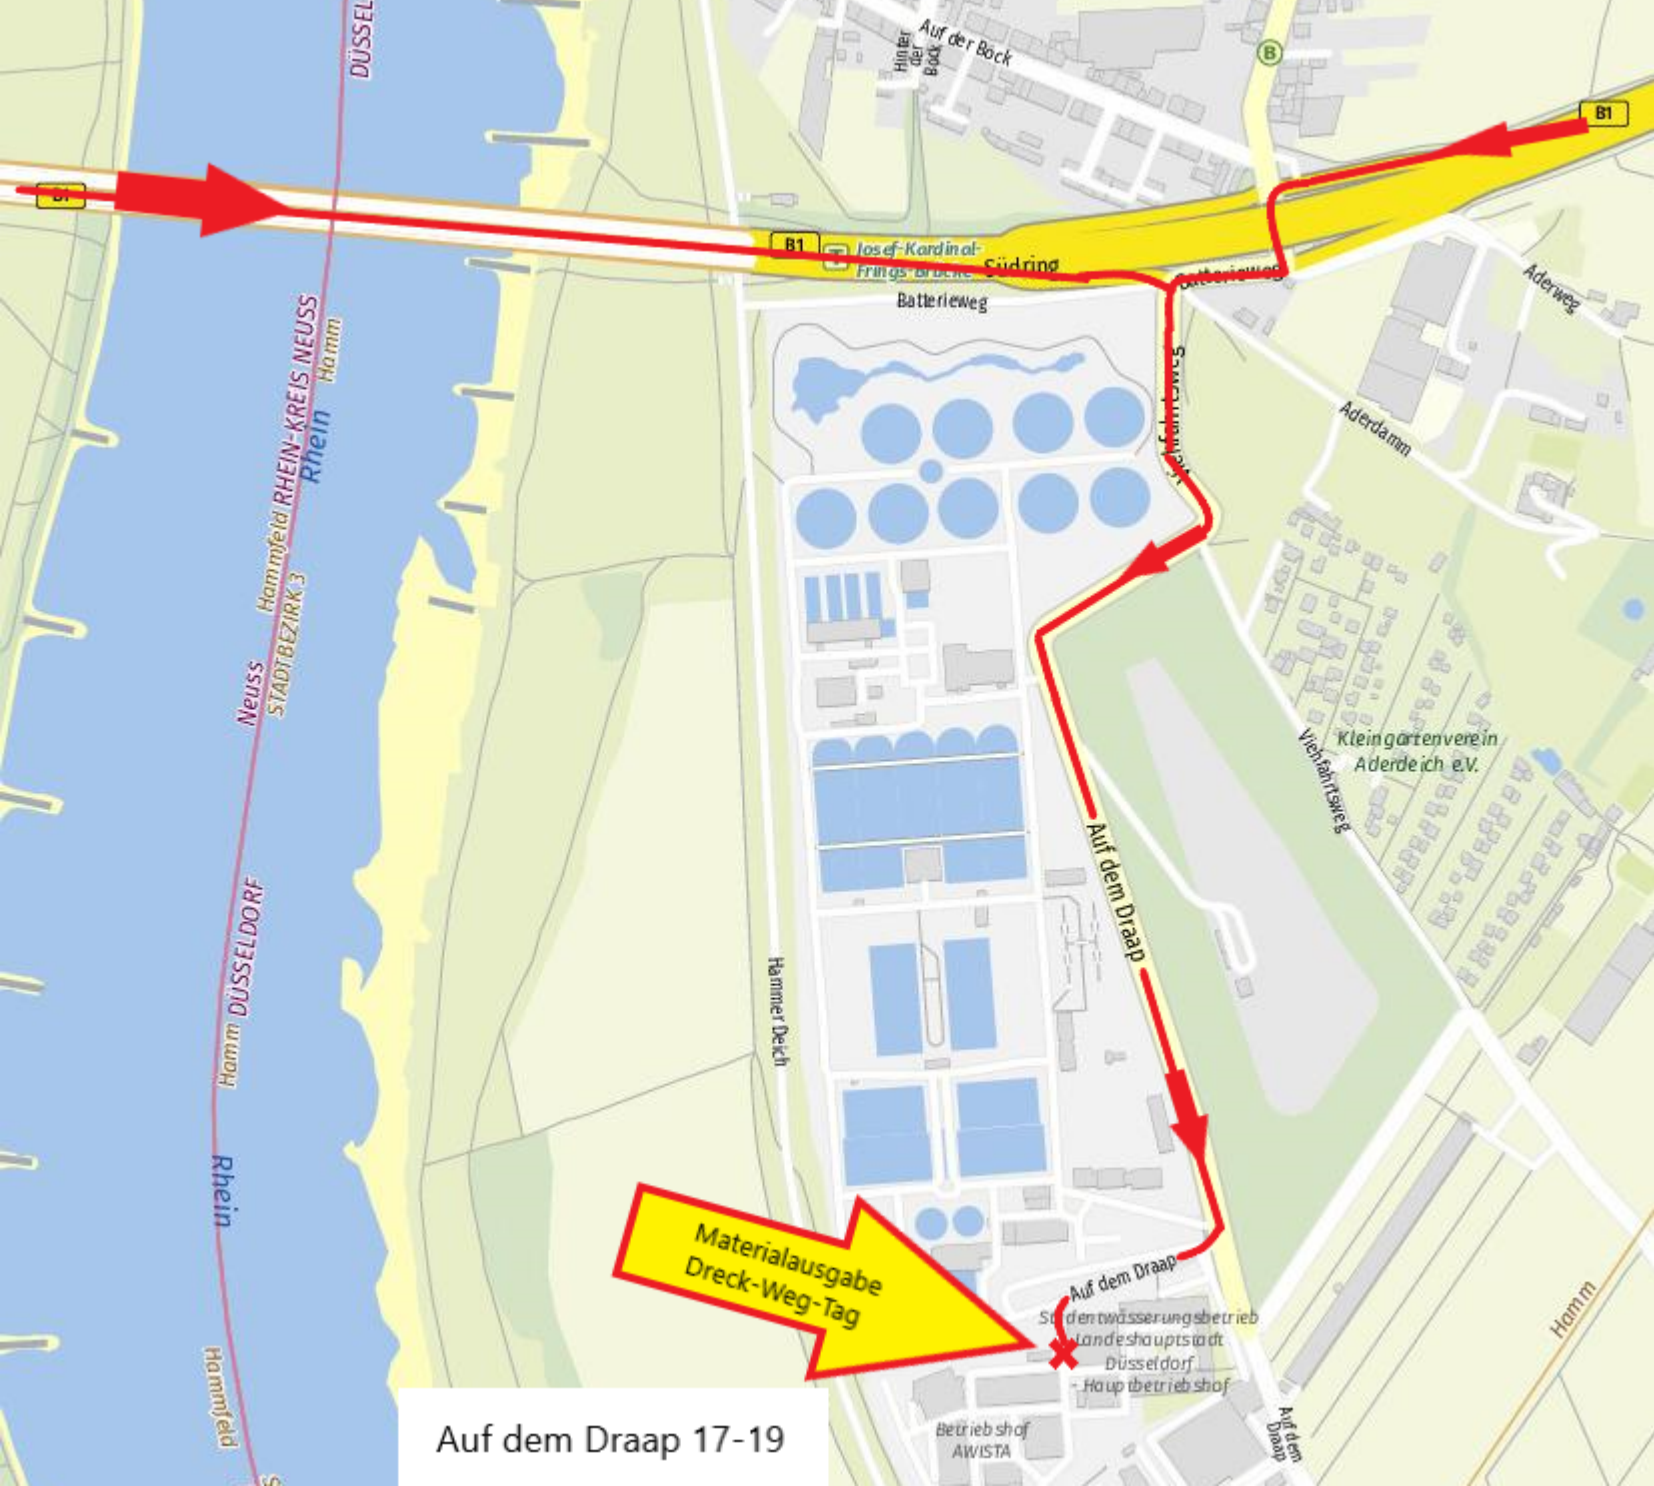 DÜSSEL
Auf der Bock
Hinter
der
Bock
B
B1
B1
B1
T
Josef-Kardinal-
Frings-Brücke
Südring
Batterieweg
Batterieweg
Aderweg
Aderdamm
Viehfahrtsweg
RHEIN-KREIS NEUSS
Hamm
Rhein
Hammfeld
STADTBEZIRK 3
Neuss
Kleingartenverein
Aderdeich e.V.
Viehfahrtsweg
Auf dem Draap
DÜSSELDORF
Hamm
Hammer Deich
Rhein
Materialausgabe
Dreck-Weg-Tag
Auf dem Draap
Stadtentwässerungsbetrieb
Landeshauptstadt
Düsseldorf
- Hauptbetriebshof
Hamm
Hammfeld
Betriebshof
AWISTA
Auf dem
Draap
Auf dem Draap 17-19